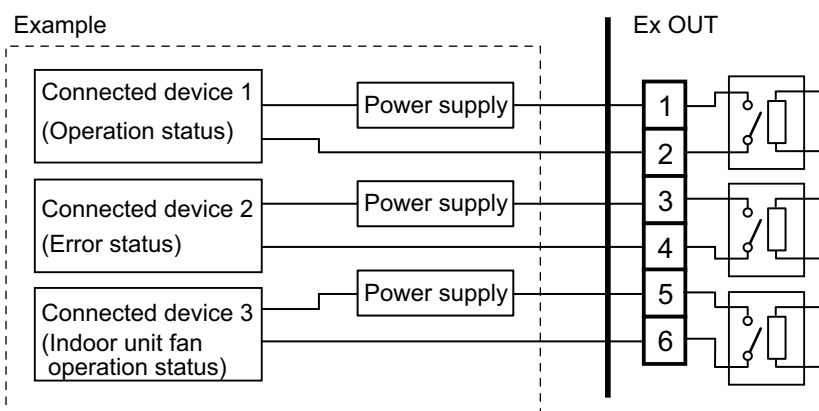 Example
Ex OUT
Connected device 1
(Operation status)
Power supply
1
2
Connected device 2
(Error status)
Power supply
3
4
Connected device 3
(Indoor unit fan
operation status)
Power supply
5
6